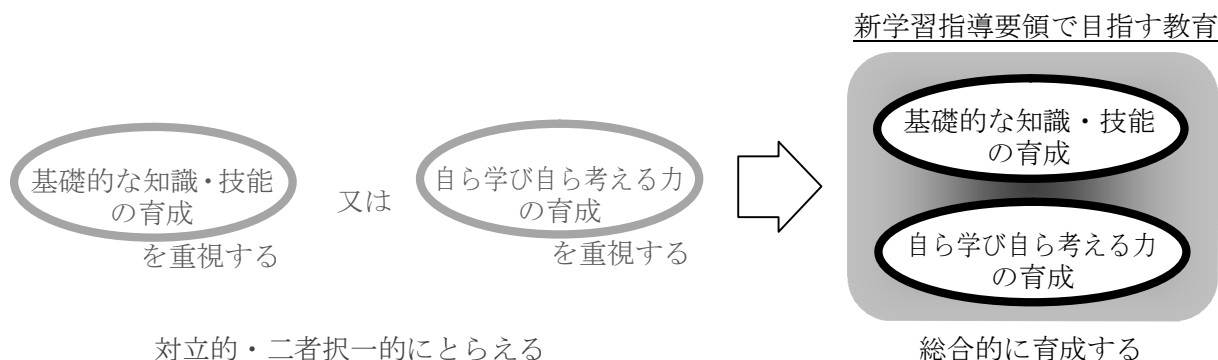 新学習指導要領で目指す教育
基礎的な知識・技能
の育成
を重視する
又は
自ら学び自ら考える力
の育成
を重視する
対立的・二者択一的にとらえる
基礎的な知識・技能
の育成
自ら学び自ら考える力
の育成
総合的に育成する